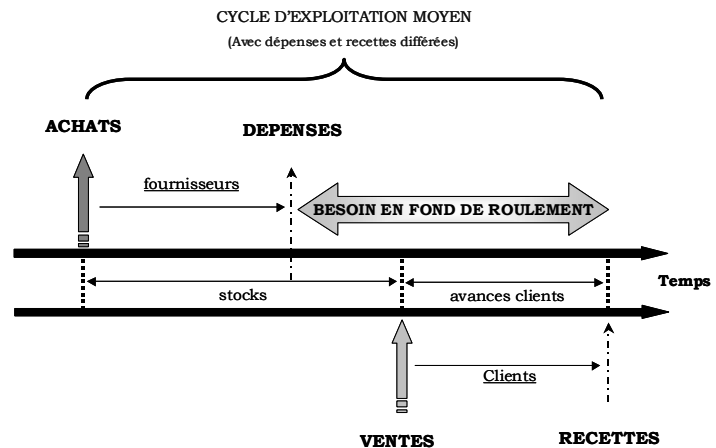 CYCLE D'EXPLOITATION MOYEN
(Avec dépenses et recettes différées)
ACHATS
DEPENSES
fournisseurs
BESOIN EN FOND DE ROULEMENT
Temps
stocks
avances clients
Clients
VENTES
RECETTES